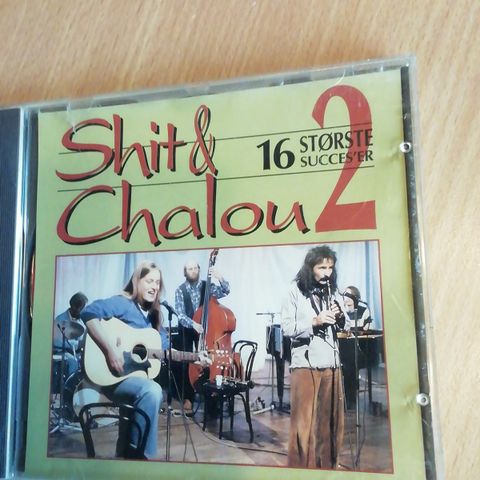 Shit &
Chalou
16 STØRSTE
SUCCES'ER
2